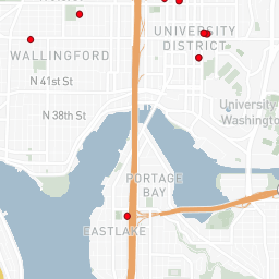 UNIVERSITY
DISTRICT
WALLINGFORD
N 41st St
N 38th St
University
Washington
PORTAGE
BAY
EASTLAKE